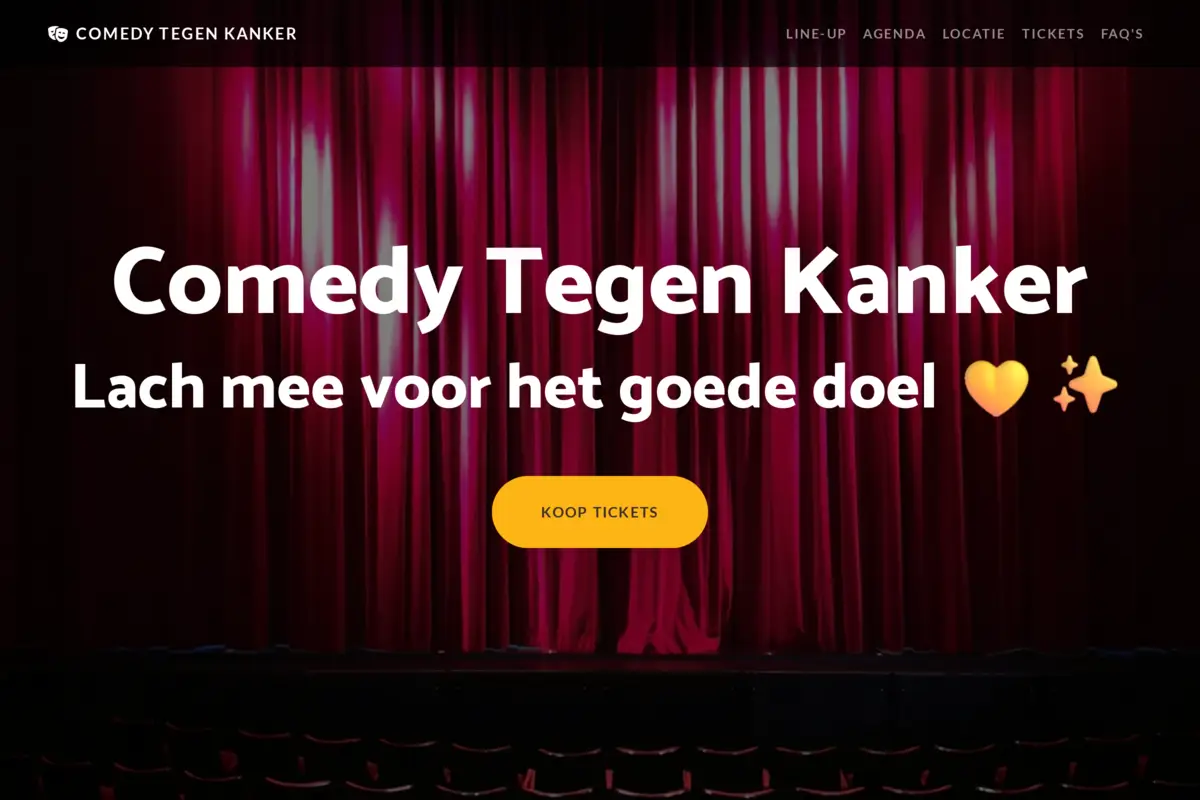 COMEDY TEGEN KANKER
LINE-UP AGENDA LOCATIE TICKETS FAQ'S
Comedy Tegen Kanker
Lach mee voor het goede doel 💛 ✨
KOOP TICKETS